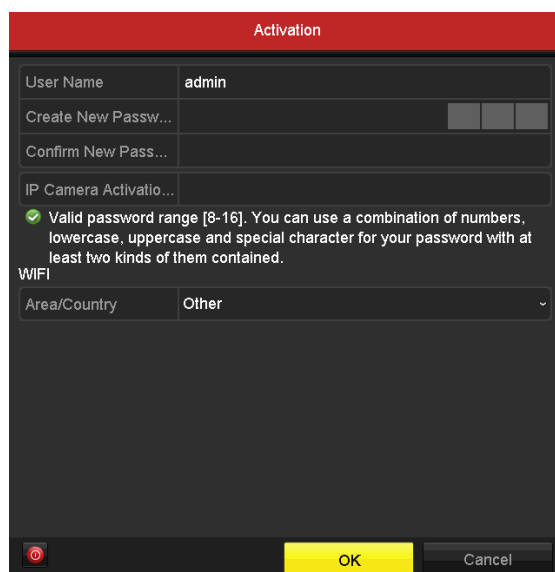 Activation
User Name admin
Create New Passw...
Confirm New Pass...
IP Camera Activatio...
Valid password range [8-16]. You can use a combination of numbers,
lowercase, uppercase and special character for your password with at
least two kinds of them contained.
WIFI
Area/Country Other
OK Cancel